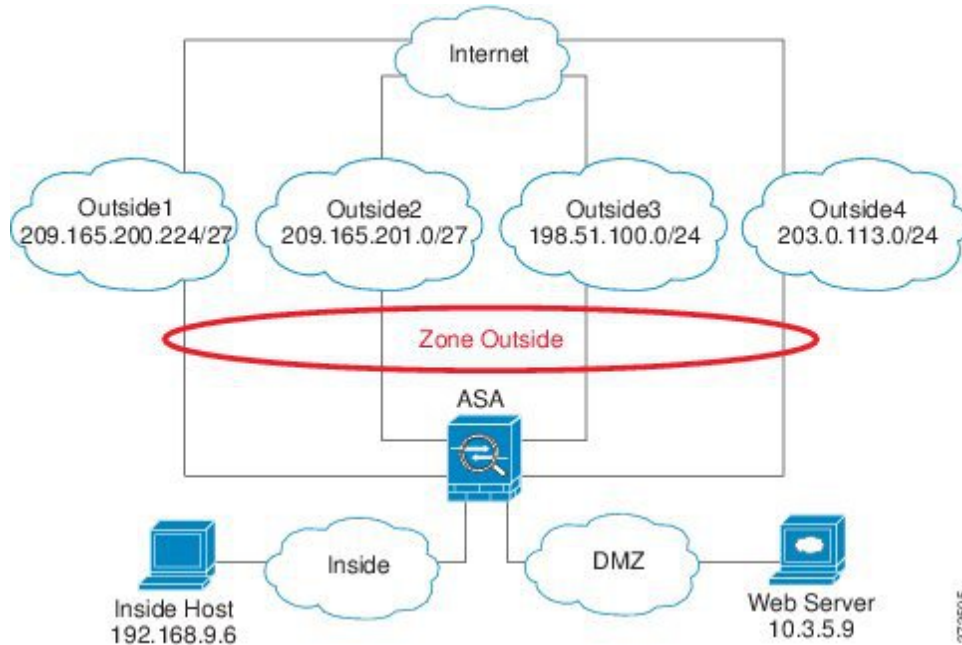 Internet
Outside1
209.165.200.224/27
Outside2
209.165.201.0/27
Outside3
198.51.100.0/24
Outside4
203.0.113.0/24
Zone Outside
ASA
Inside
DMZ
Inside Host
192.168.9.6
Web Server
10.3.5.9